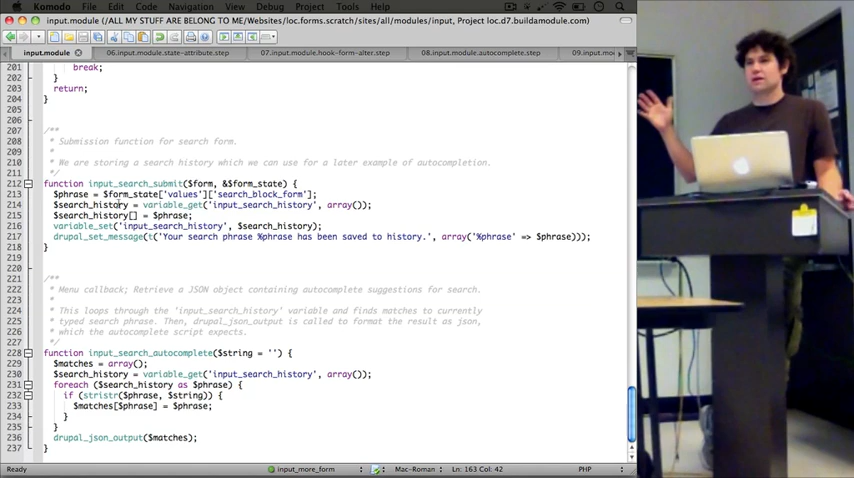 Komodo File Edit Code Navigation View Debug Project Tools Window Help
input.module (/ALL MY STUFF ARE BELONG TO ME/Websites/loc.forms.scratch/sites/all/modules/input, Project loc.d7.buildamodule.com)
input.module 06.input.module.state-attribute.step 07.input.module.hook-form-alter.step 08.input.module.autocomplete.step 09.input.mo
201 break;
202 }
203 return;
204 }
205
206
207 /**
208 * Submission function for search form.
209 *
210 * We are storing a search history which we can use for a later example of autocompletion.
211 */
212 function input_search_submit($form, &$form_state) {
213 $phrase = $form_state['values']['search_block_form'];
214 $search_history = variable_get('input_search_history', array());
215 $search_history[] = $phrase;
216 variable_set('input_search_history', $search_history);
217 drupal_set_message(t('Your search phrase %phrase has been saved to history.', array('%phrase' => $phrase)));
218 }
219
220
221 /**
222 * Menu callback; Retrieve a JSON object containing autocomplete suggestions for search.
223 *
224 * This loops through the 'input_search_history' variable and finds matches to currently
225 * typed search phrase. Then, drupal_json_output is called to format the result as json,
226 * which the autocomplete script expects.
227 */
228 function input_search_autocomplete($string = '') {
229 $matches = array();
230 $search_history = variable_get('input_search_history', array());
231 foreach ($search_history as $phrase) {
232 if (stristr($phrase, $string)) {
233 $matches[$phrase] = $phrase;
234 }
235 }
236 drupal_json_output($matches);
237 }
Ready input_more_form Mac-Roman Ln: 163 Col: 42 PHP